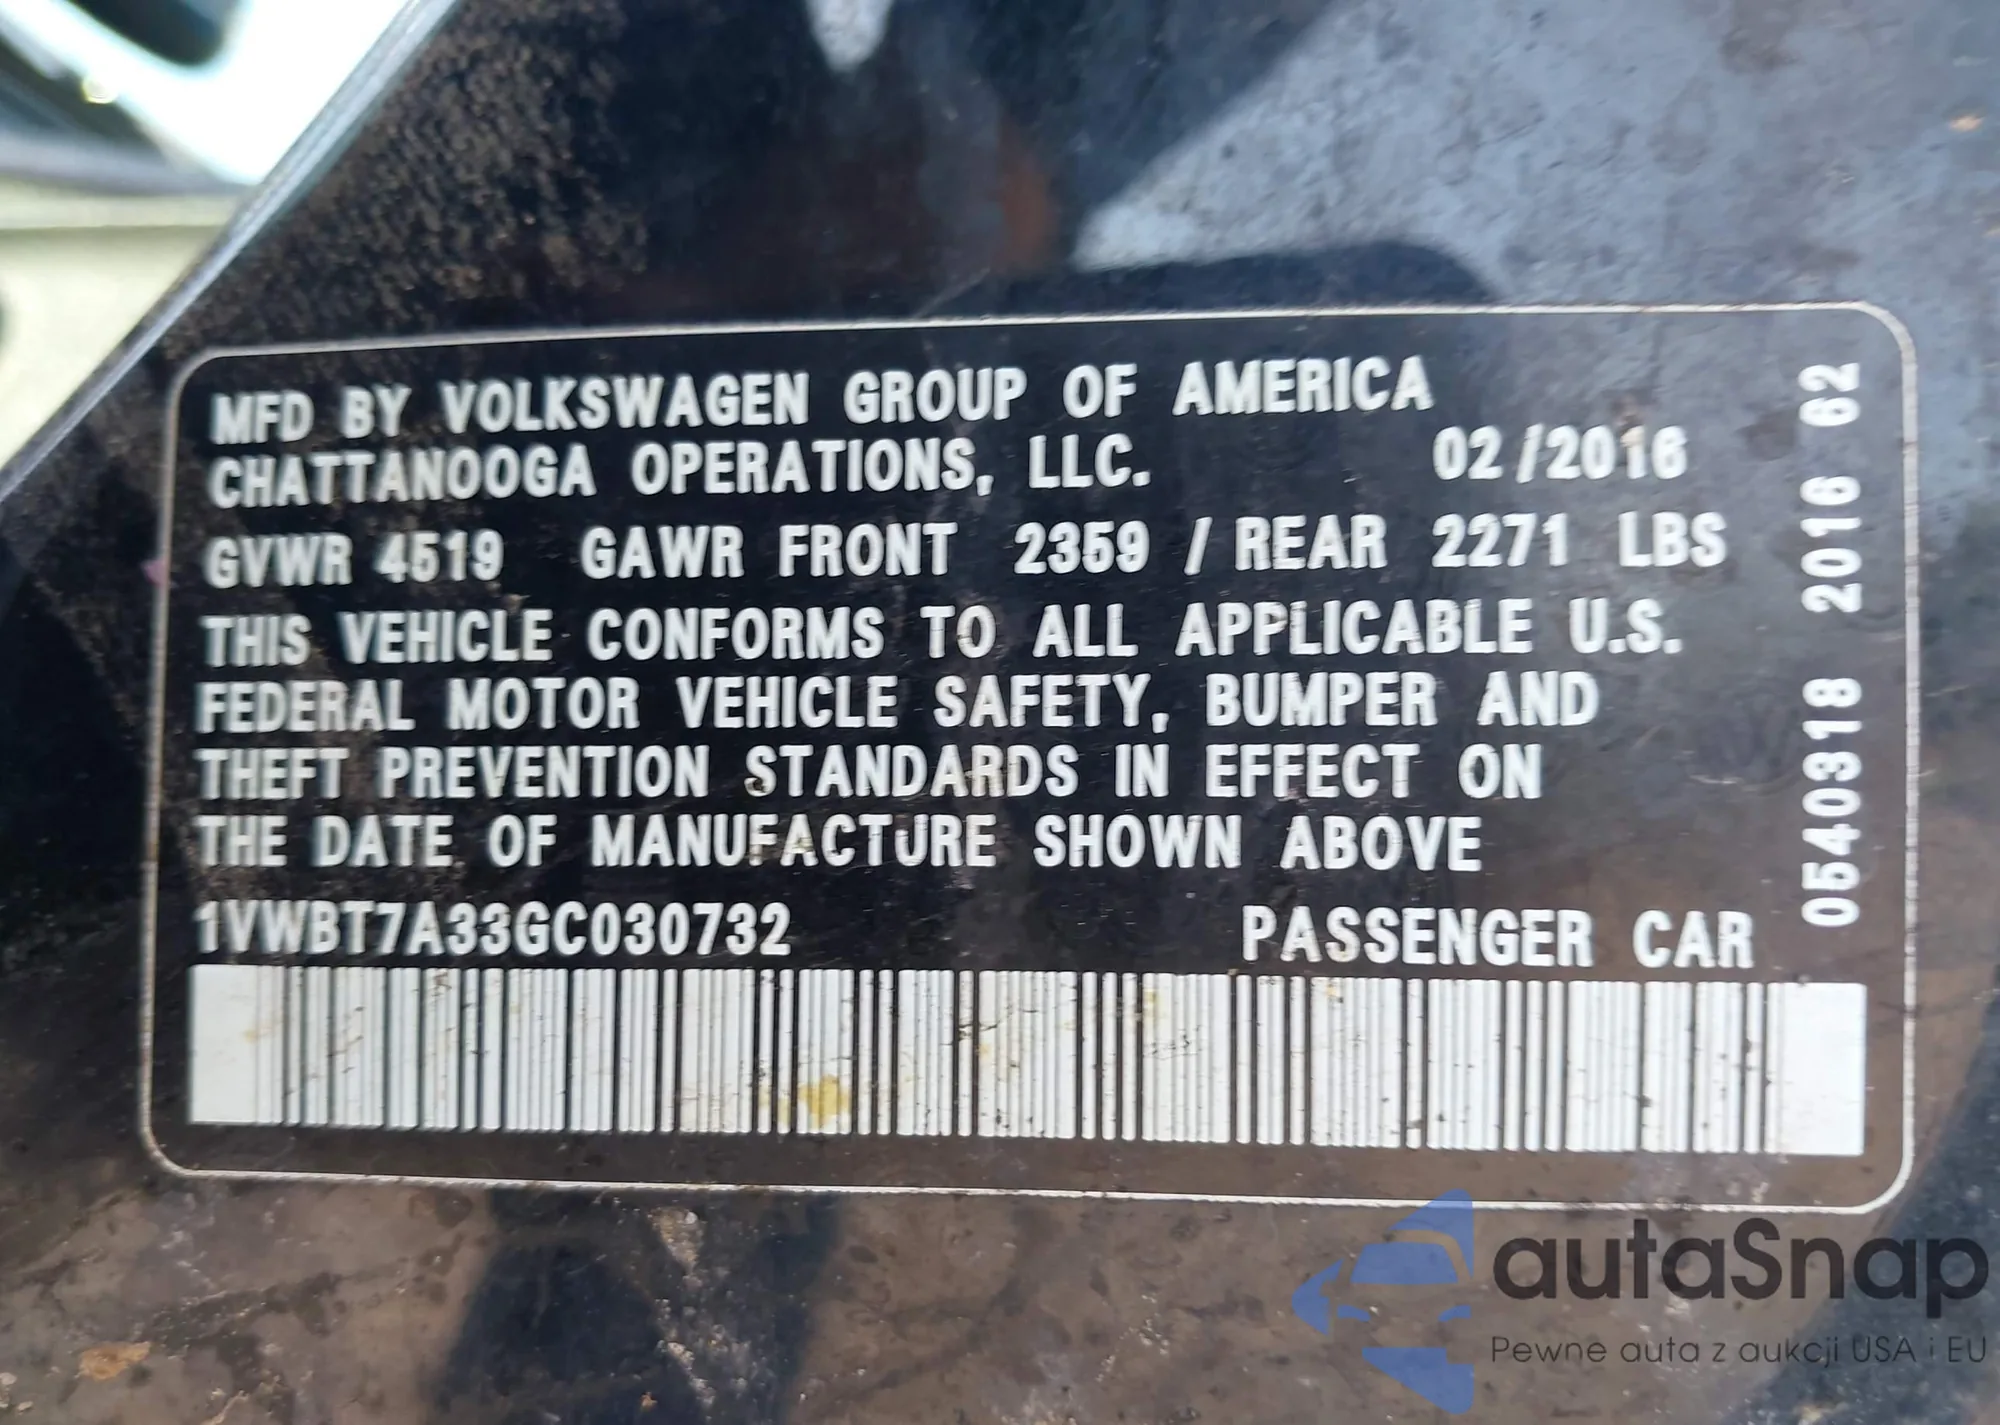 MFD BY VOLKSWAGEN GROUP OF AMERICA
CHATTANOOGA OPERATIONS, LLC. 02/2016
GVWR 4519 GAWR FRONT 2359 / REAR 2271 LBS
THIS VEHICLE CONFORMS TO ALL APPLICABLE U.S.
FEDERAL MOTOR VEHICLE SAFETY, BUMPER AND
THEFT PREVENTION STANDARDS IN EFFECT ON
THE DATE OF MANUFACTURE SHOWN ABOVE
1VWBT7A33GC030732 PASSENGER CAR
0540318 2016 62
autaSnap
Pewne auta z aukcji USA i EU